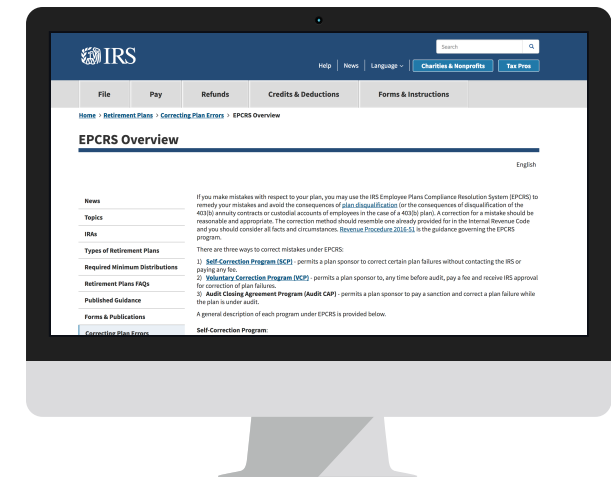 Search
IRS
Help | News | Language | Charities & Nonprofits Tax Pros
File Pay Refunds Credits & Deductions Forms & Instructions
Home > Retirement Plans > Correcting Plan Errors > EPCRS Overview
EPCRS Overview
English
News
Topics
IRAs
Types of Retirement Plans
Required Minimum Distributions
Retirement Plans FAQs
Published Guidance
Forms & Publications
Correcting Plan Errors
If you make mistakes with respect to your plan, you may use the IRS Employee Plans Compliance Resolution System (EPCRS) to
remedy your mistakes and avoid the consequences of plan disqualification (or the consequences of disqualification of the
403(b) annuity contracts or custodial accounts of employees in the case of a 403(b) plan). A correction for a mistake should be
reasonable and appropriate. The correction method should resemble one already provided for in the Internal Revenue Code
and you should consider all facts and circumstances. Revenue Procedure 2016-51 is the guidance governing the EPCRS
program.
There are three ways to correct mistakes under EPCRS:
1) Self-Correction Program (SCP) - permits a plan sponsor to correct certain plan failures without contacting the IRS or
paying any fee.
2) Voluntary Correction Program (VCP) - permits a plan sponsor to, any time before audit, pay a fee and receive IRS approval
for correction of plan failures.
3) Audit Closing Agreement Program (Audit CAP) - permits a plan sponsor to pay a sanction and correct a plan failure while
the plan is under audit.
A general description of each program under EPCRS is provided below.
Self-Correction Program: